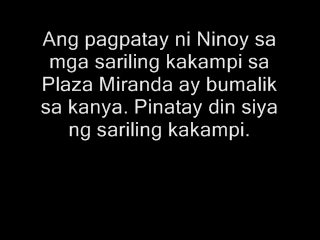 Ang pagpatay ni Ninoy sa
mga sariling kakampi sa
Plaza Miranda ay bumalik
sa kanya. Pinatay din siya
ng sariling kakampi.